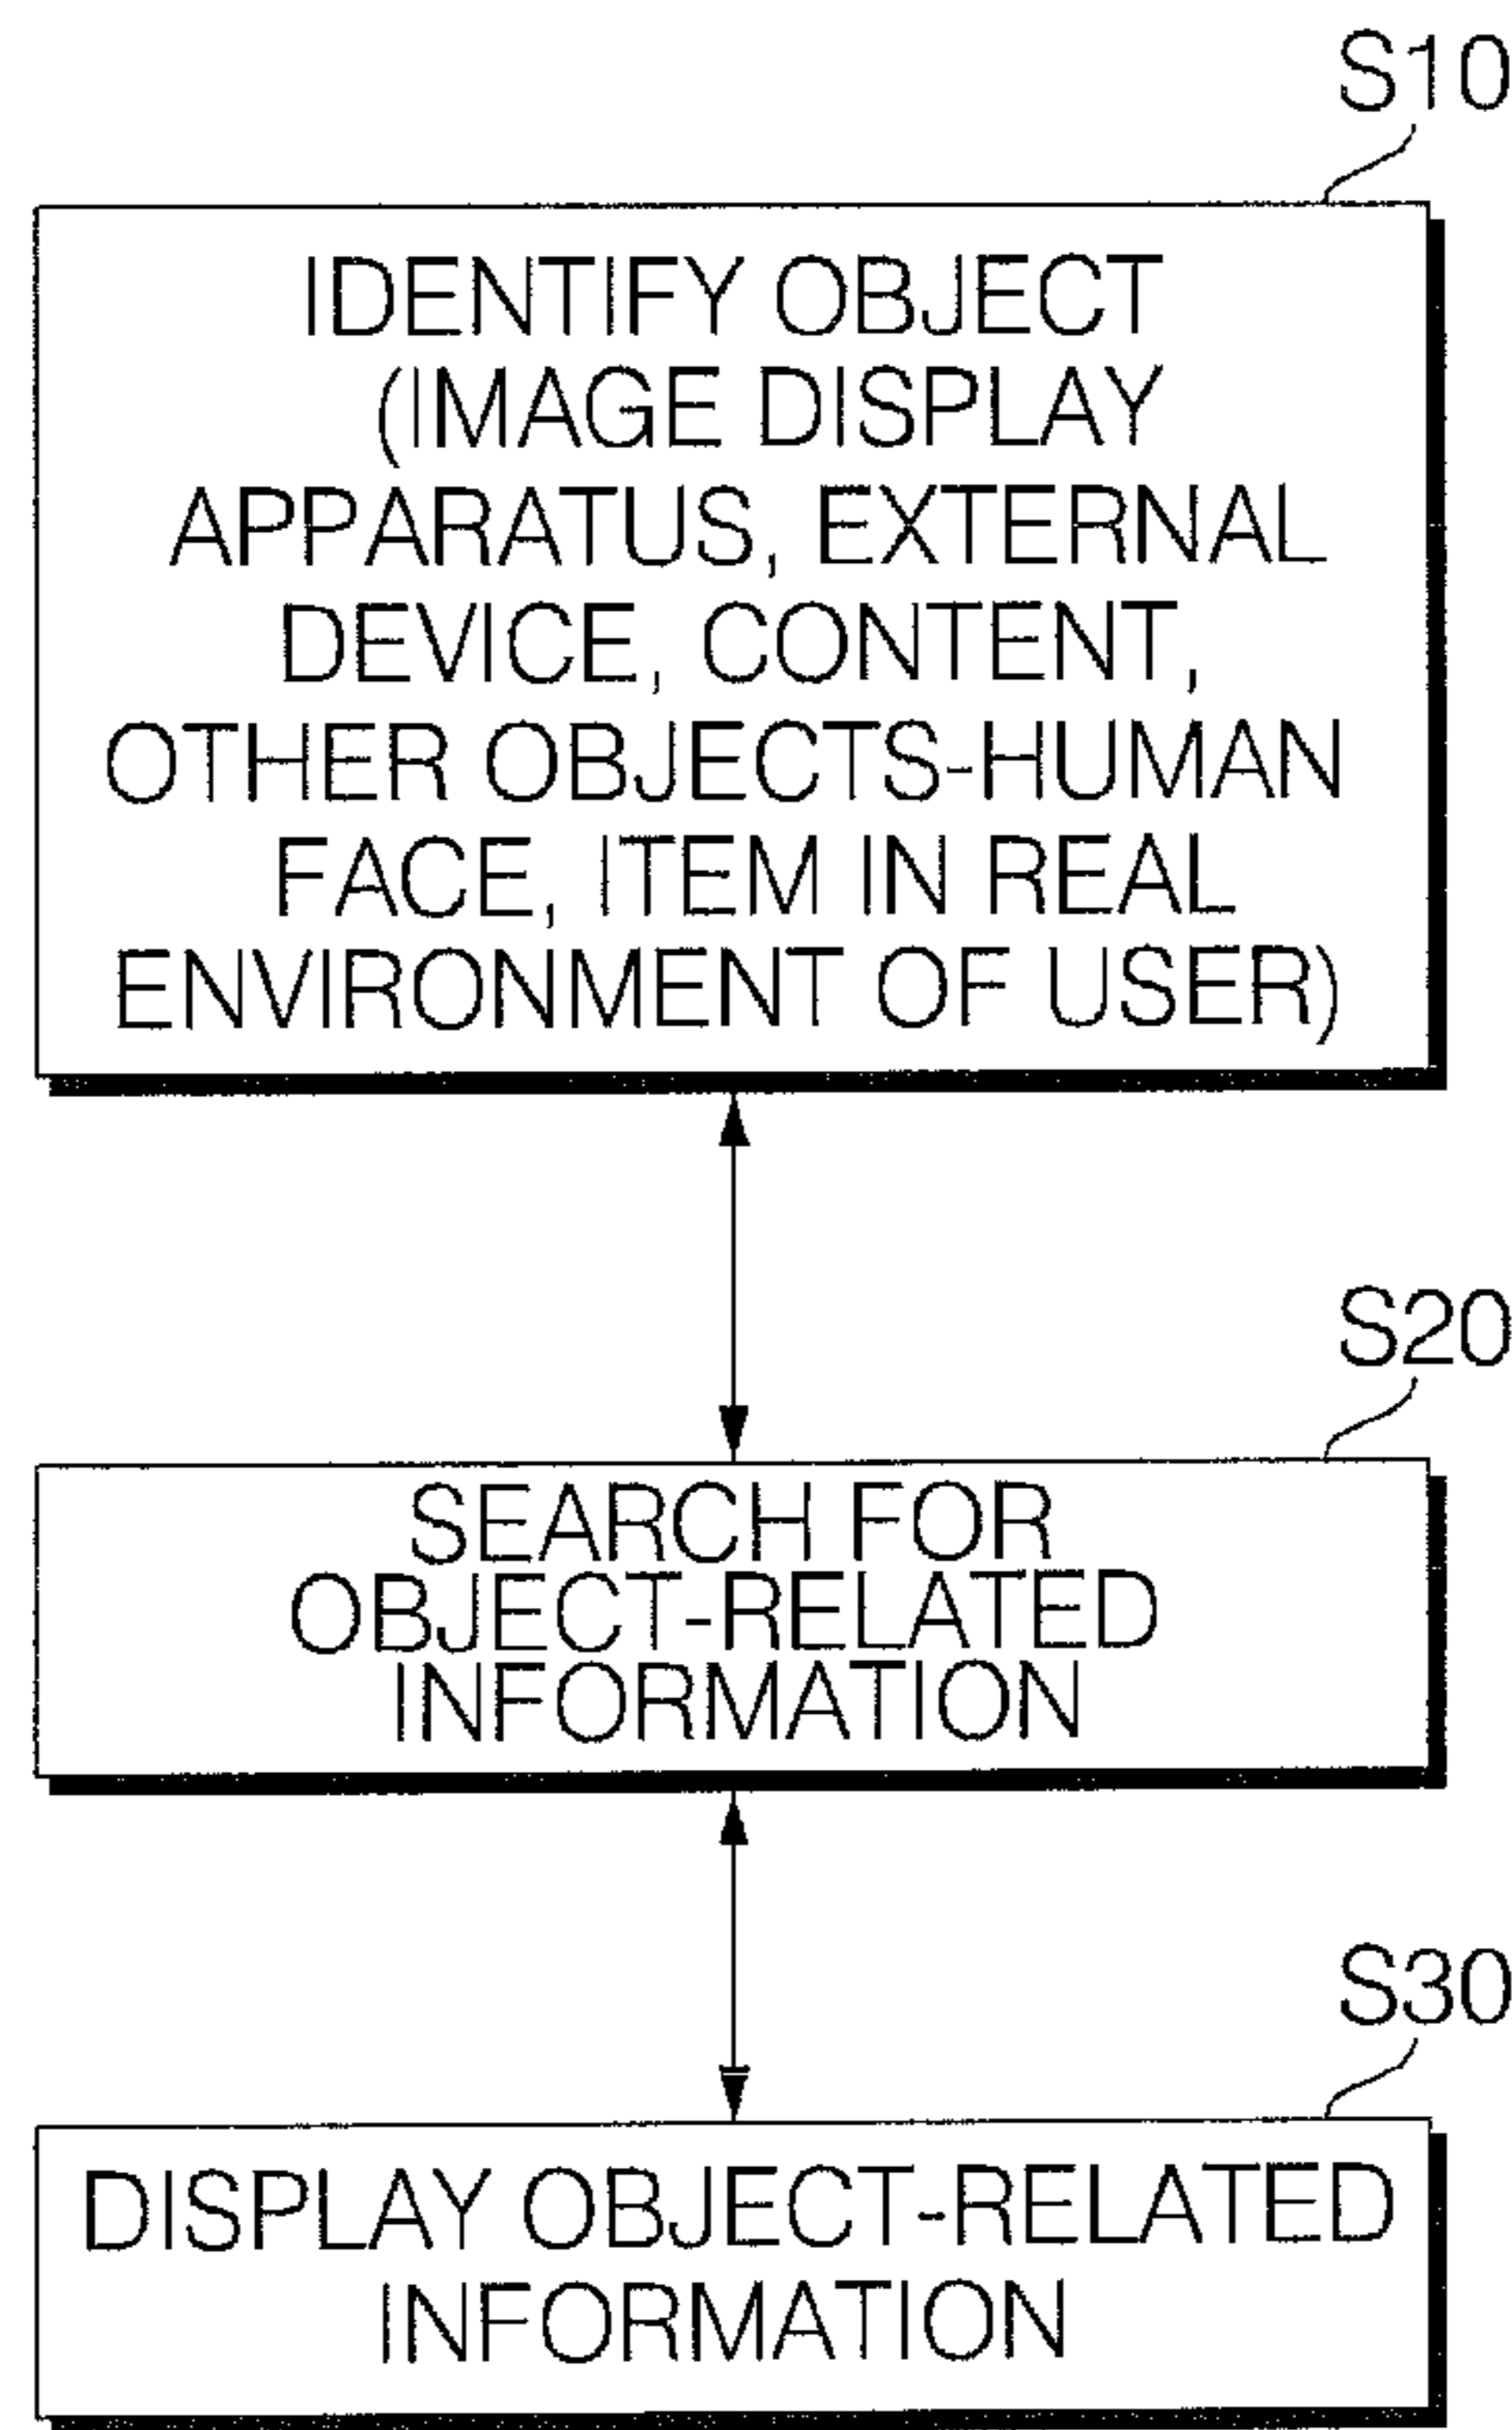 S10
IDENTIFY OBJECT
(IMAGE DISPLAY
APPARATUS, EXTERNAL
DEVICE, CONTENT,
OTHER OBJECTS-HUMAN
FACE, ITEM IN REAL
ENVIRONMENT OF USER)
S20
SEARCH FOR
OBJECT-RELATED
INFORMATION
S30
DISPLAY OBJECT-RELATED
INFORMATION